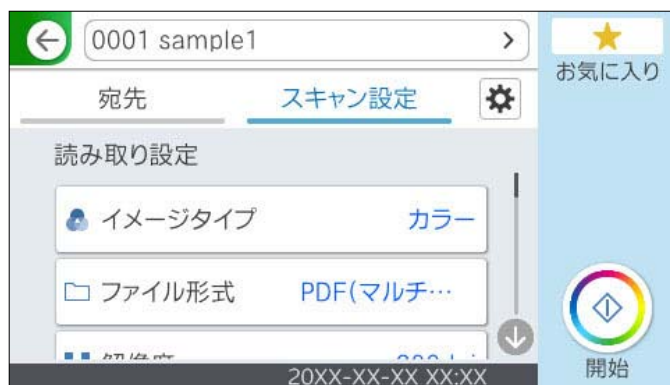 0001 sample1
お気に入り
宛先 スキャン設定
読み取り設定
イメージタイプ カラー
ファイル形式 PDF(マルチ…
20XX-XX-XX XX:XX
開始